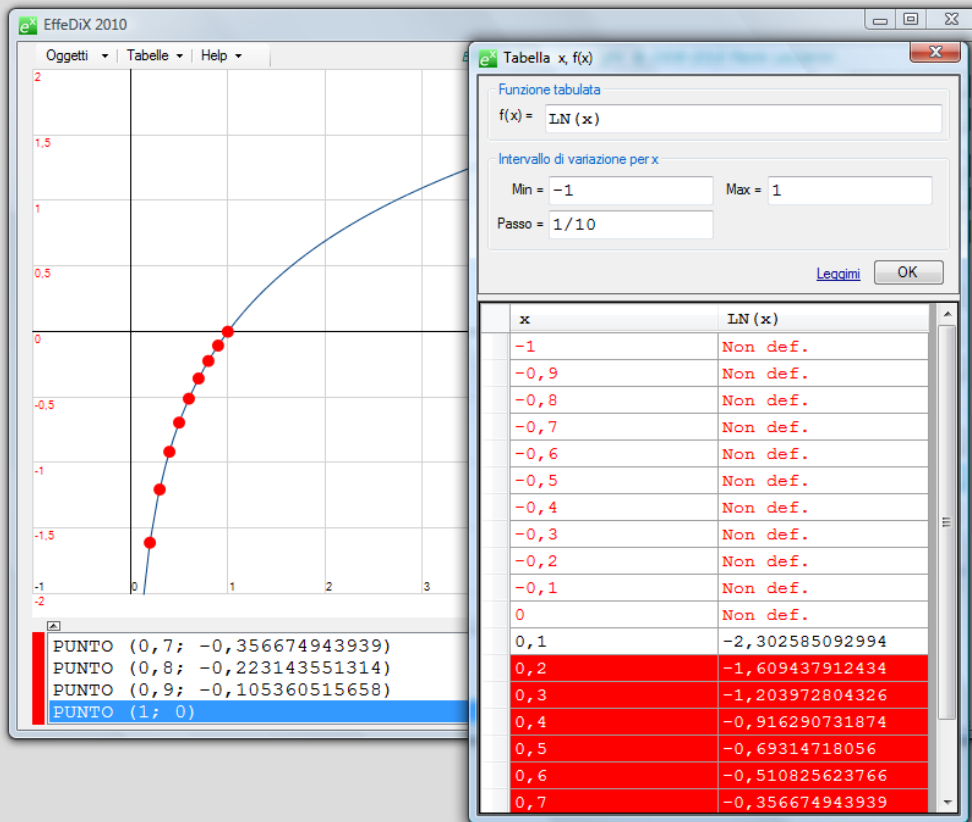 EffeDiX 2010
Oggetti Tabelle Help
2
1,5
1
0,5
0
-0,5
-1
-1,5
-2
-1 0 1 2 3
PUNTO (0,7; -0,356674943939)
PUNTO (0,8; -0,223143551314)
PUNTO (0,9; -0,105360515658)
PUNTO (1; 0)
Tabella x, f(x)
Funzione tabulata
f(x) = LN(x)
Intervallo di variazione per x
Min = -1 Max = 1
Passo = 1/10
Leggimi OK
x LN(x)
-1 Non def.
-0,9 Non def.
-0,8 Non def.
-0,7 Non def.
-0,6 Non def.
-0,5 Non def.
-0,4 Non def.
-0,3 Non def.
-0,2 Non def.
-0,1 Non def.
0 Non def.
0,1 -2,302585092994
0,2 -1,609437912434
0,3 -1,203972804326
0,4 -0,916290731874
0,5 -0,69314718056
0,6 -0,510825623766
0,7 -0,356674943939